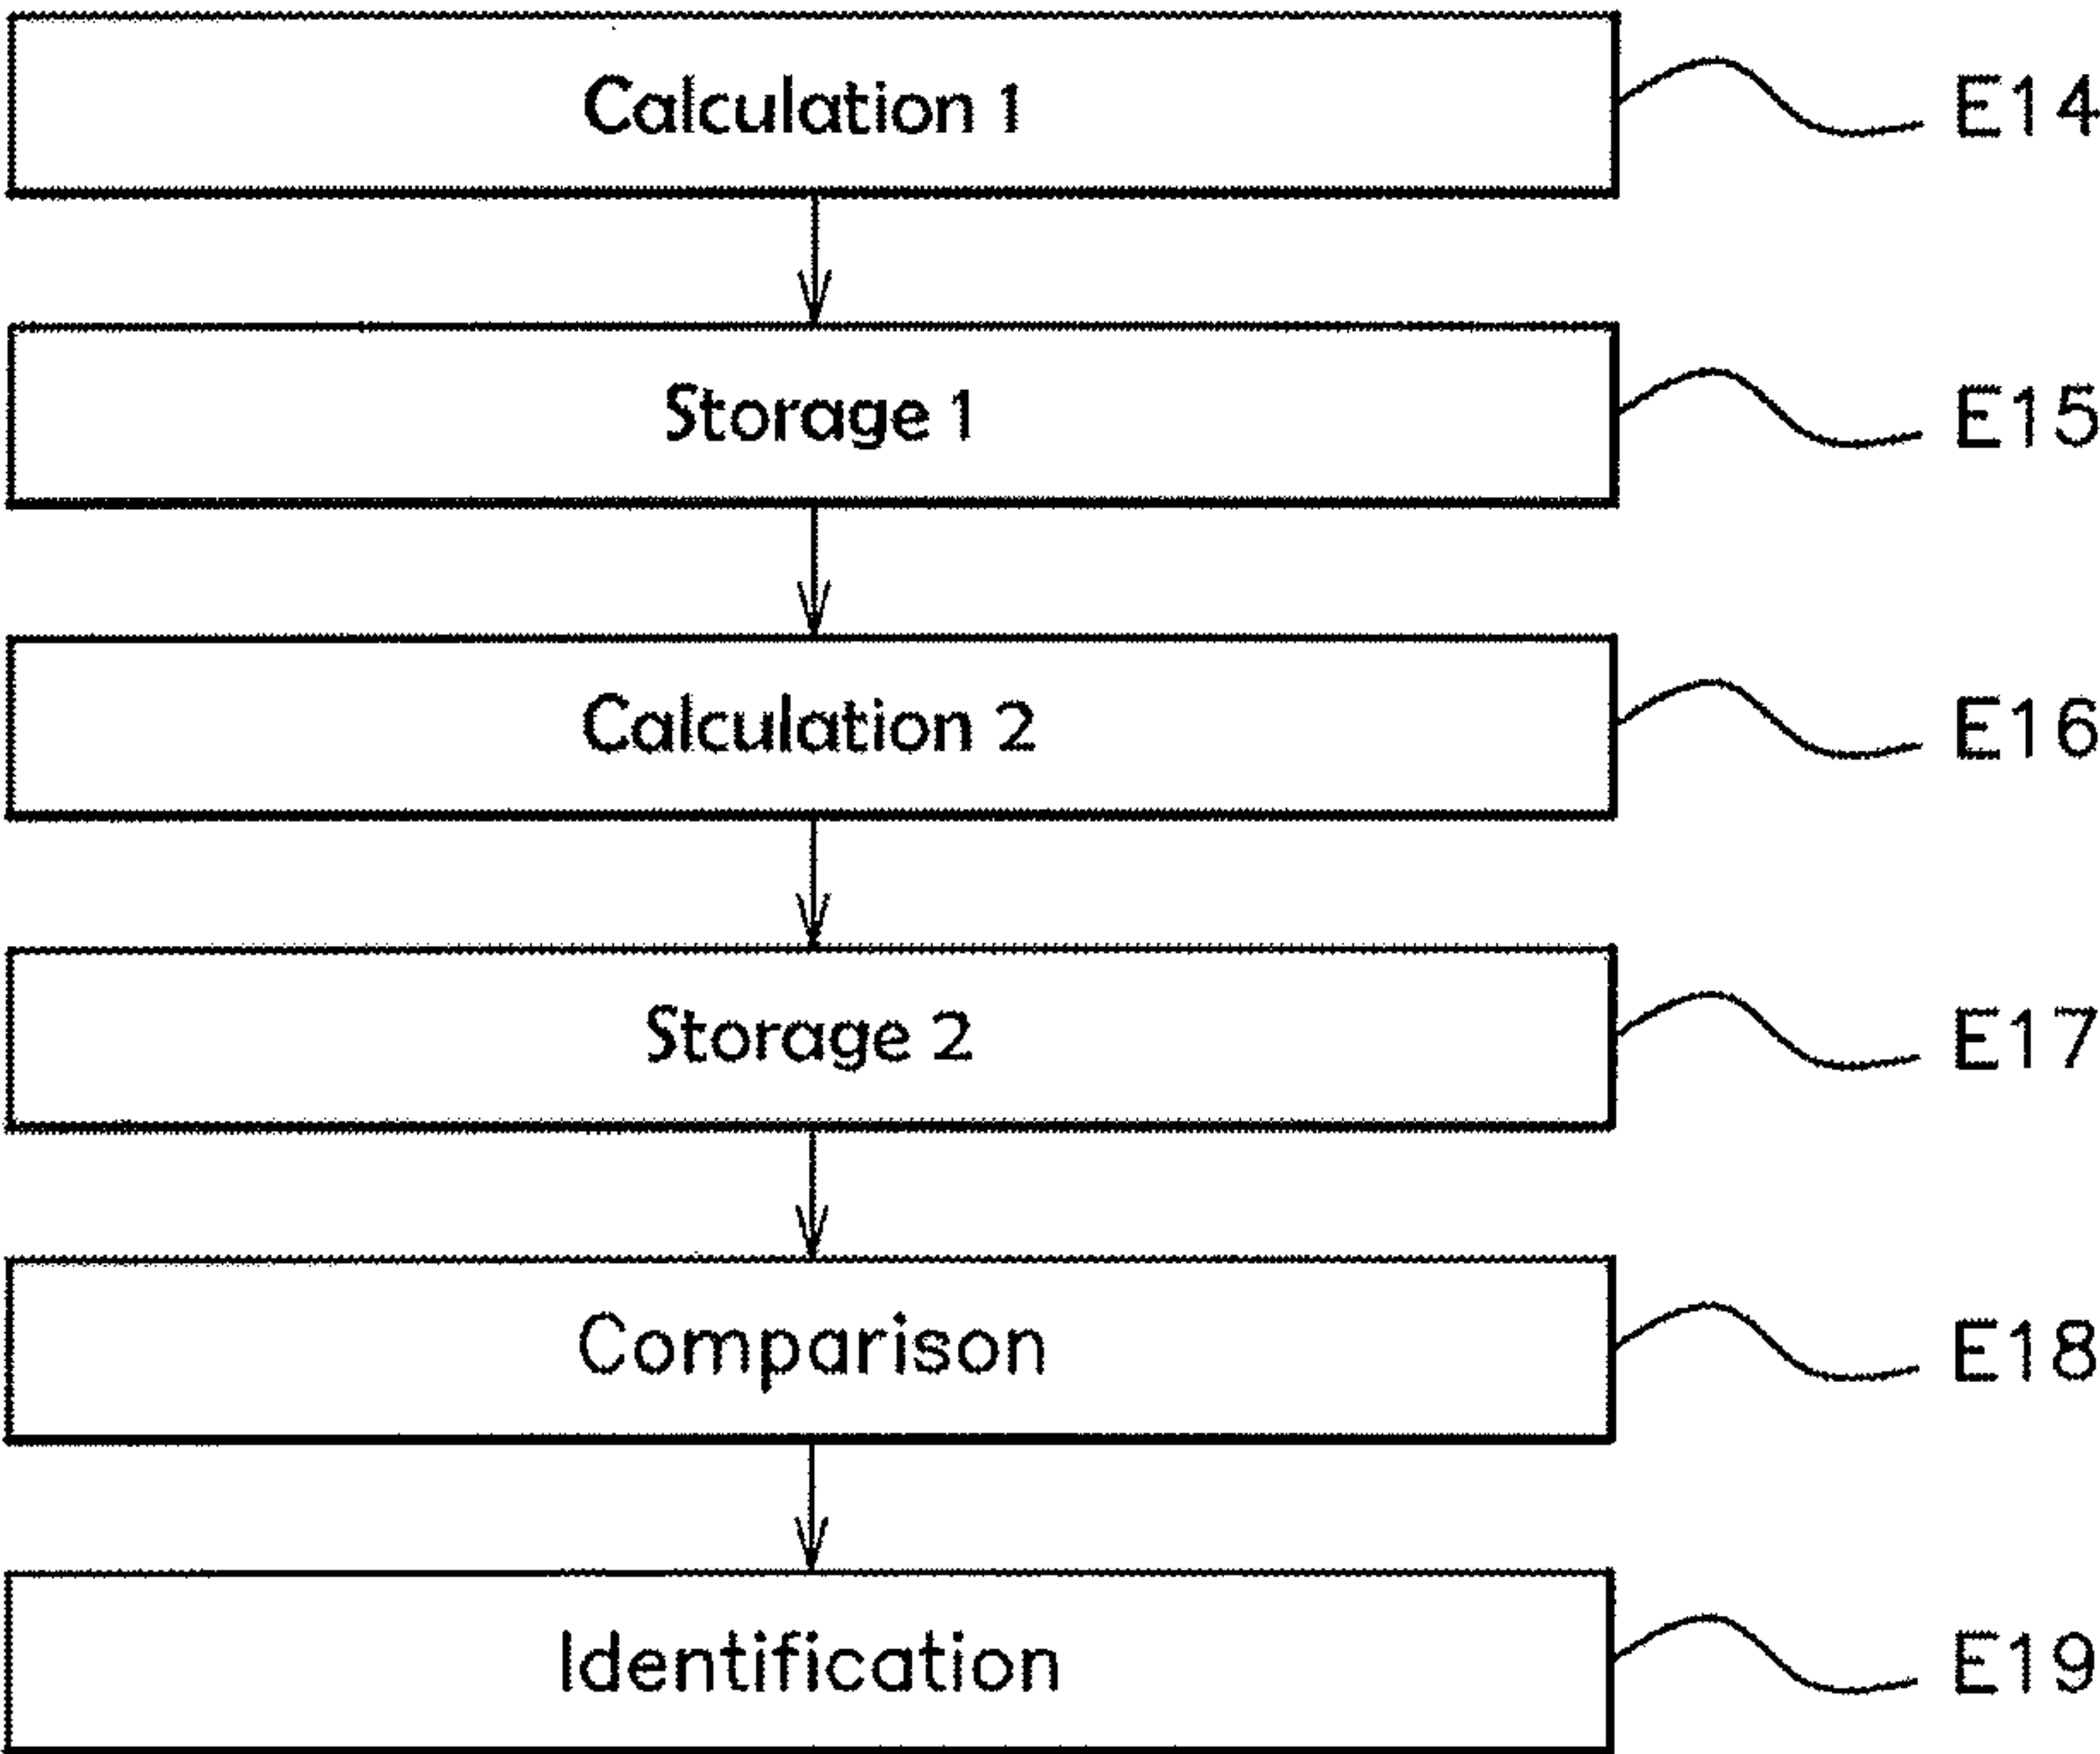 Calculation 1
E14
Storage 1
E15
Calculation 2
E16
Storage 2
E17
Comparison
E18
Identification
E19